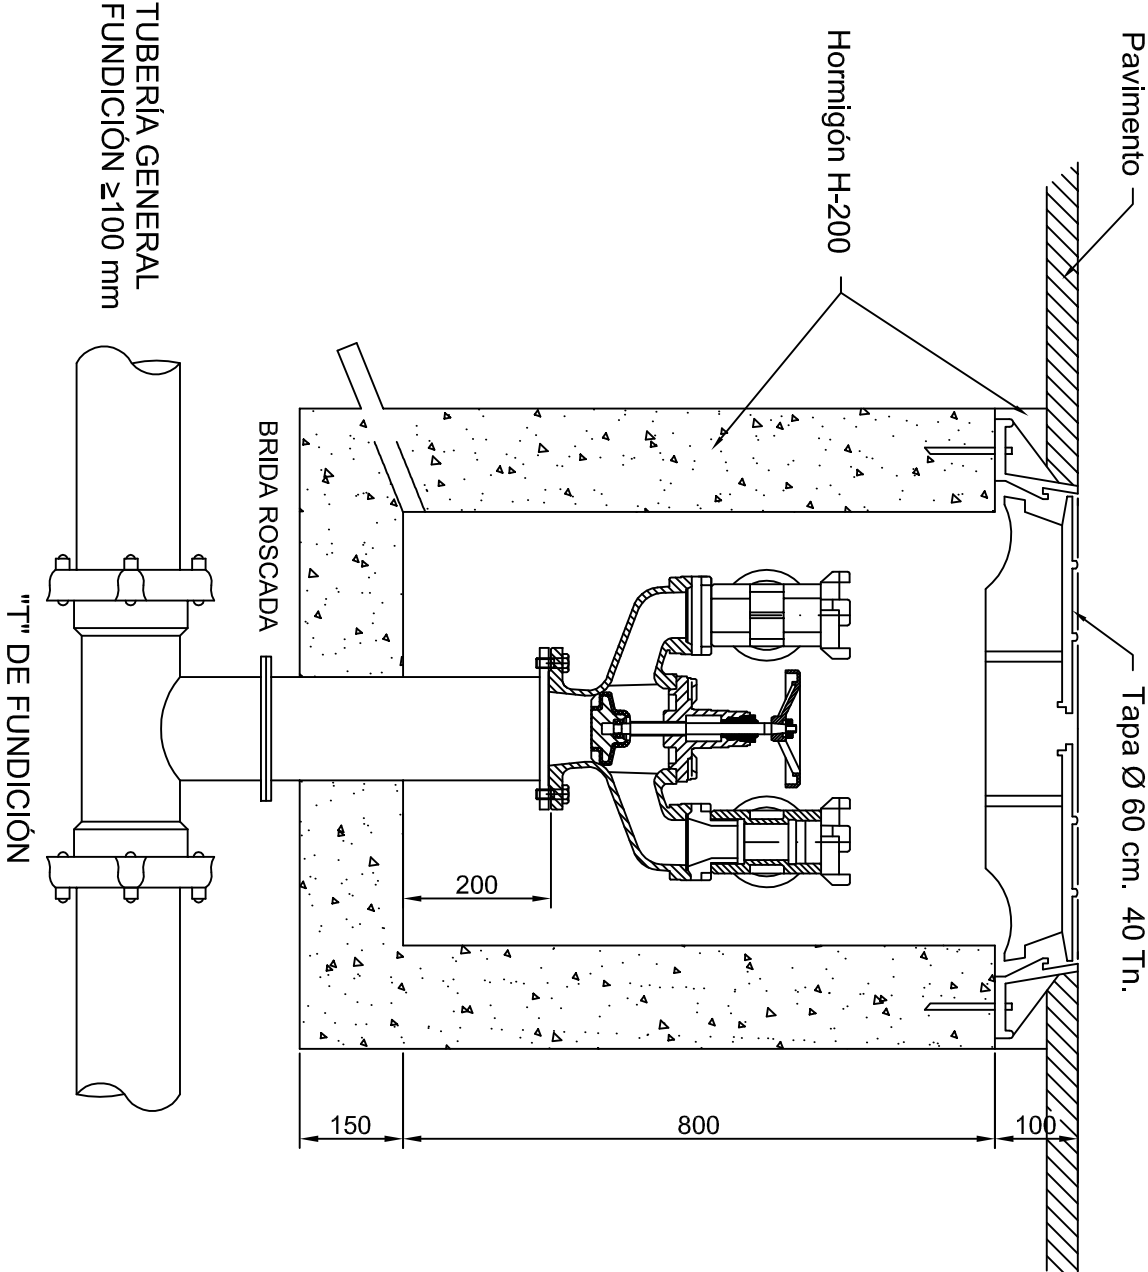 Pavimento
Tapa Ø 60 cm. 40 Tn.
Hormigón H-200
100
800
150
200
BRIDA ROSCADA
TUBERÍA GENERAL
FUNDICIÓN ≥100 mm
"T" DE FUNDICIÓN